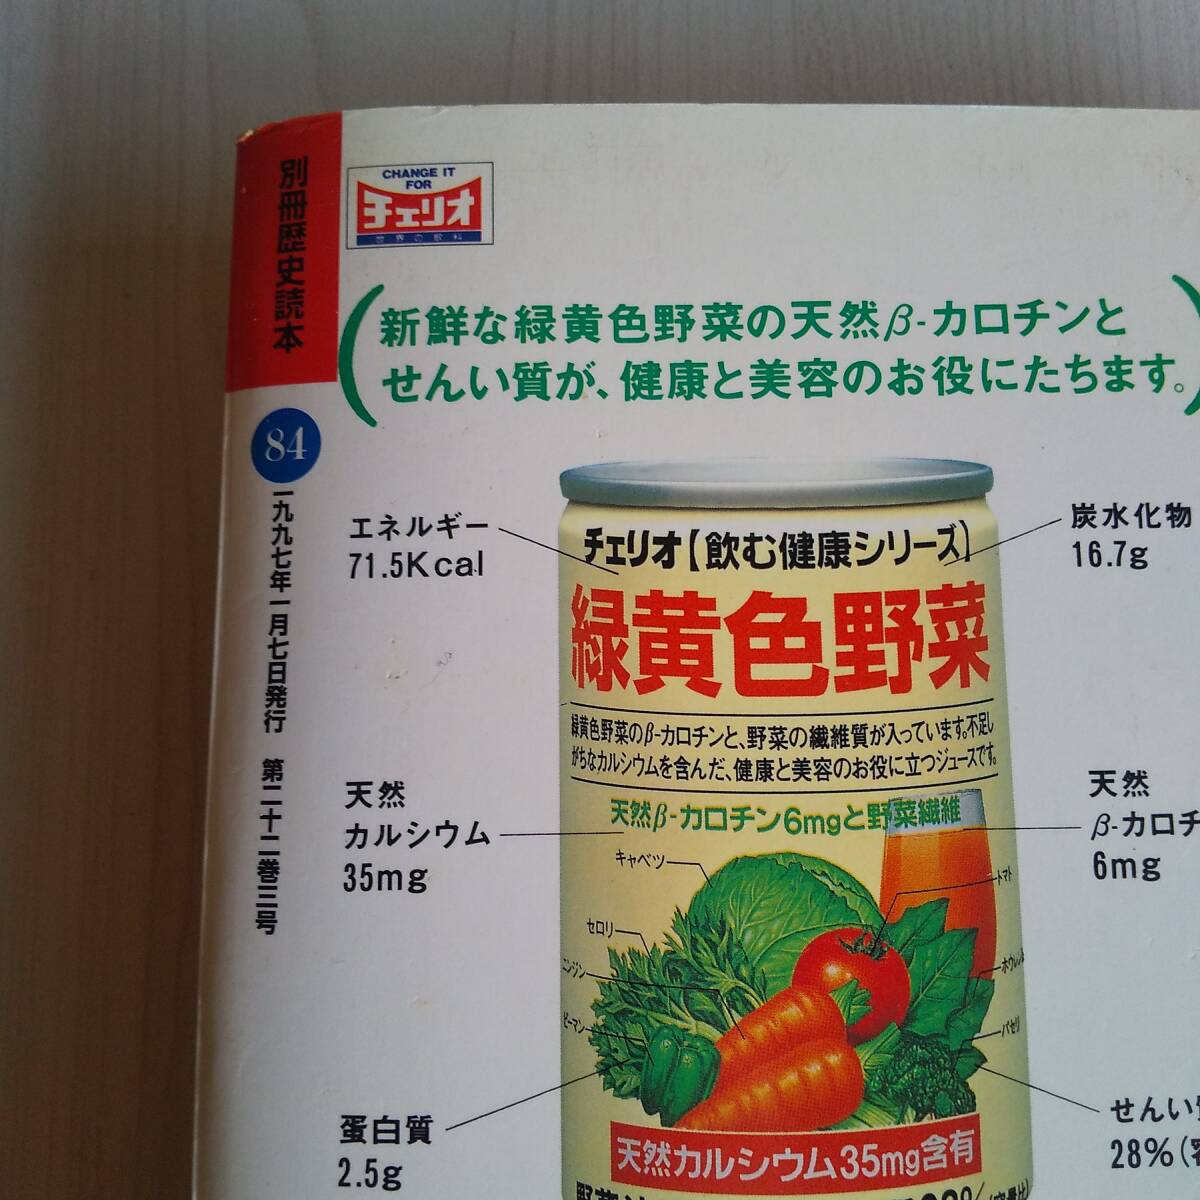 別冊歴史読本
84
一九九七年一月七日発行 第二十二巻三号
CHANGE IT
FOR
チェリオ
世界の飲料
新鮮な緑黄色野菜の天然β-カロチンと
せんい質が、健康と美容のお役にたちます。
エネルギー
71.5Kcal
炭水化物
16.7g
天然
カルシウム
35mg
天然
β-カロチ
6mg
蛋白質
2.5g
せんい
28%
チェリオ【飲む健康シリーズ】
緑黄色野菜
緑黄色野菜のβ-カロチンと、野菜の繊維質が入っています。不足し
がちなカルシウムを含んだ、健康と美容のお役に立つジュースです。
天然β-カロチン6mgと野菜繊維
キャベツ
トマト
セロリ
ニンジン
ホウレン
ピーマン
パセリ
天然カルシウム35mg含有